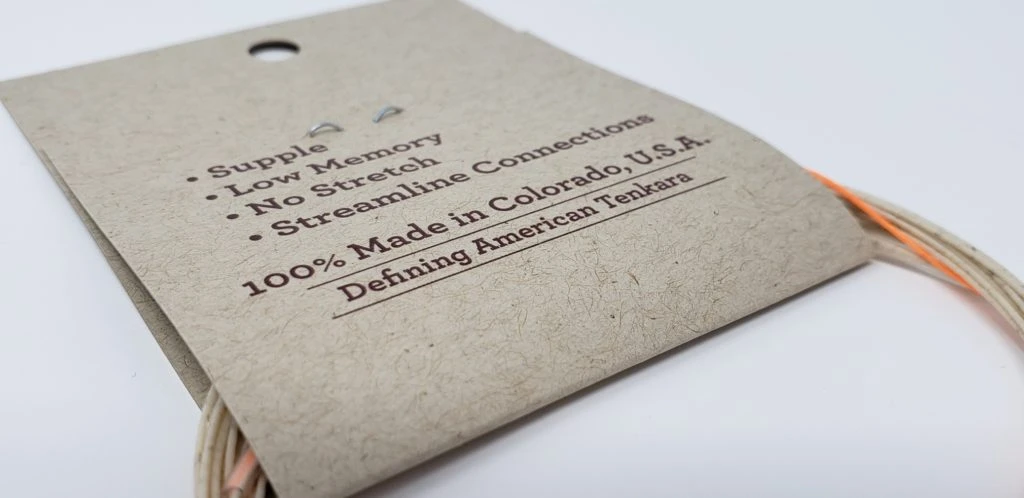 • Supple
• Low Memory
• No Stretch
• Streamline Connections
100% Made in Colorado, U.S.A.
Defining American Tenkara